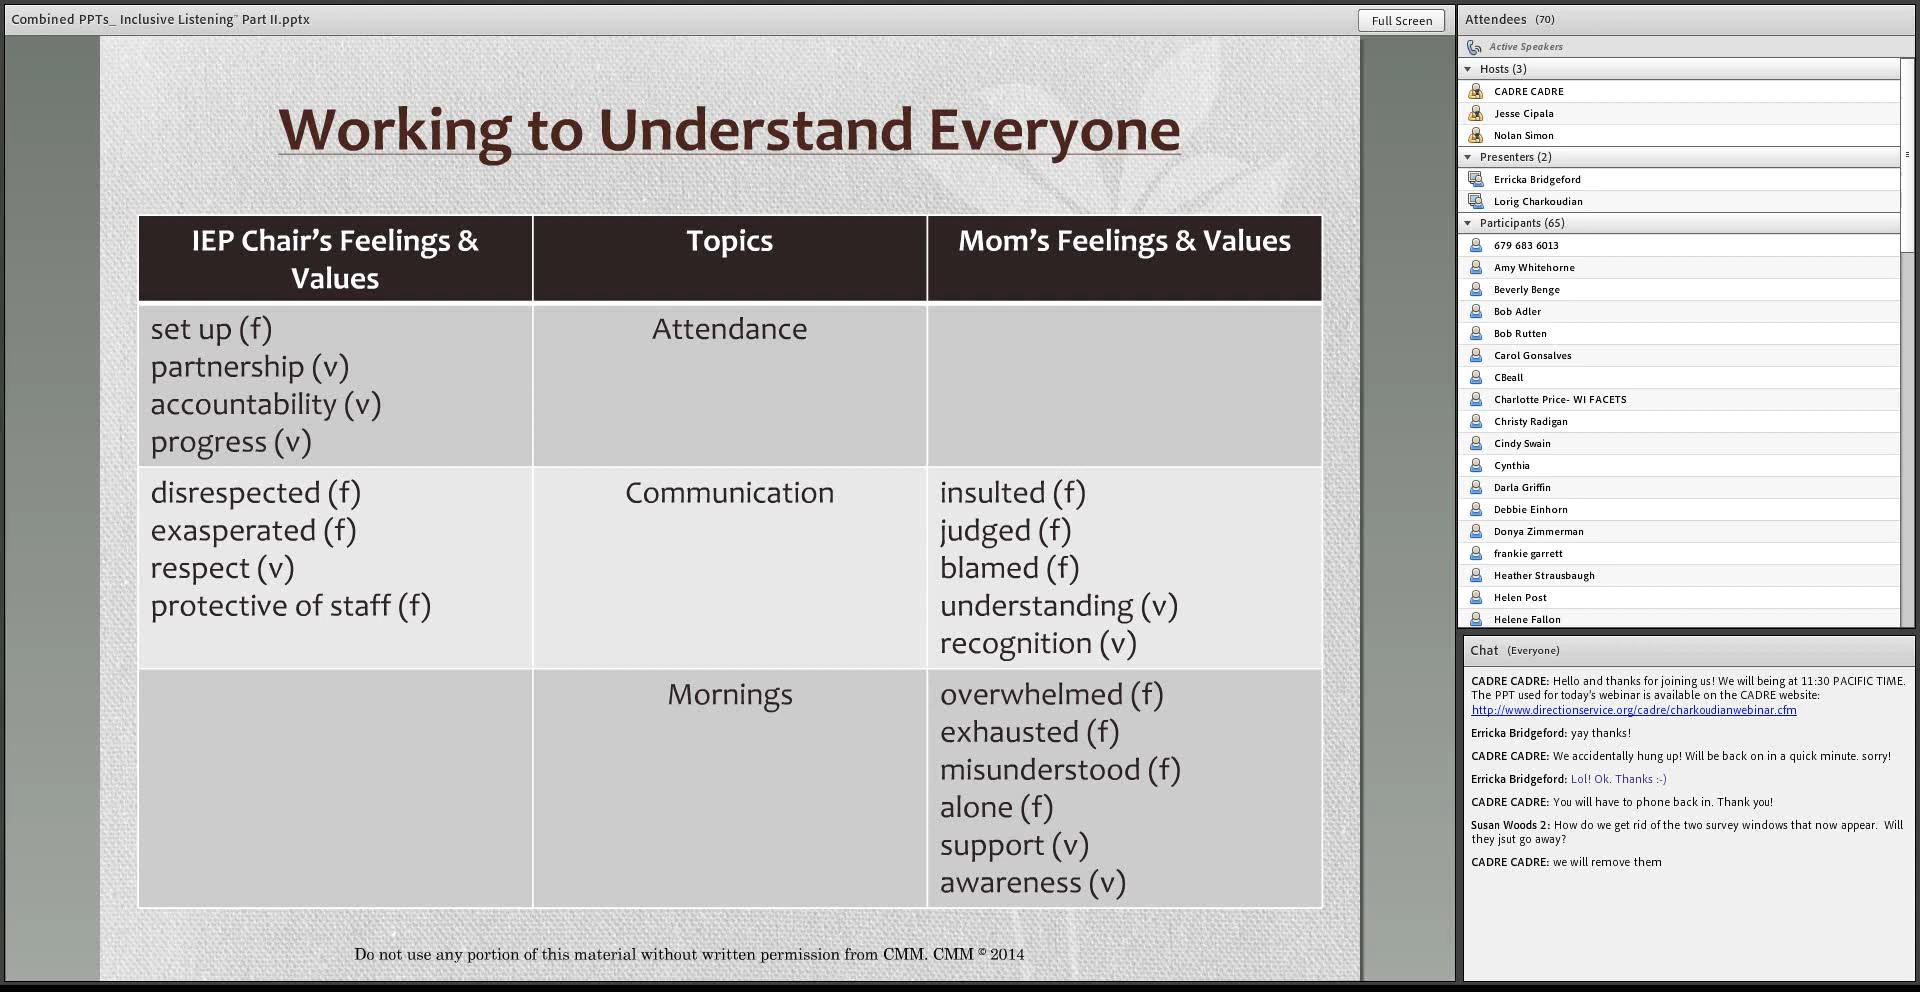 Combined PPTs_ Inclusive Listening™ Part II.pptx
Full Screen
Working to Understand Everyone
IEP Chair's Feelings &
Values
Topics
Mom's Feelings & Values
set up (f)
partnership (v)
accountability (v)
progress (v)
Attendance
disrespected (f)
exasperated (f)
respect (v)
protective of staff (f)
Communication
insulted (f)
judged (f)
blamed (f)
understanding (v)
recognition (v)
Mornings
overwhelmed (f)
exhausted (f)
misunderstood (f)
alone (f)
support (v)
awareness (v)
Do not use any portion of this material without written permission from CMM. CMM © 2014
Attendees (70)
Active Speakers
Hosts (3)
CADRE CADRE
Jesse Cipala
Nolan Simon
Presenters (2)
Erricka Bridgeford
Lorig Charkoudian
Participants (65)
679 683 6013
Amy Whitehorne
Beverly Benge
Bob Adler
Bob Rutten
Carol Gonsalves
CBeall
Charlotte Price- WI FACETS
Christy Radigan
Cindy Swain
Cynthia
Darla Griffin
Debbie Einhorn
Donya Zimmerman
frankie garrett
Heather Strausbaugh
Helen Post
Helene Fallon
Chat (Everyone)
CADRE CADRE: Hello and thanks for joining us! We will being at 11:30 PACIFIC TIME.
The PPT used for today's webinar is available on the CADRE website:
http://www.directionservice.org/cadre/charkoudianwebinar.cfm
Erricka Bridgeford: yay thanks!
CADRE CADRE: We accidentally hung up! Will be back on in a quick minute. sorry!
Erricka Bridgeford: Lol! Ok. Thanks :-)
CADRE CADRE: You will have to phone back in. Thank you!
Susan Woods 2: How do we get rid of the two survey windows that now appear. Will
they jsut go away?
CADRE CADRE: we will remove them